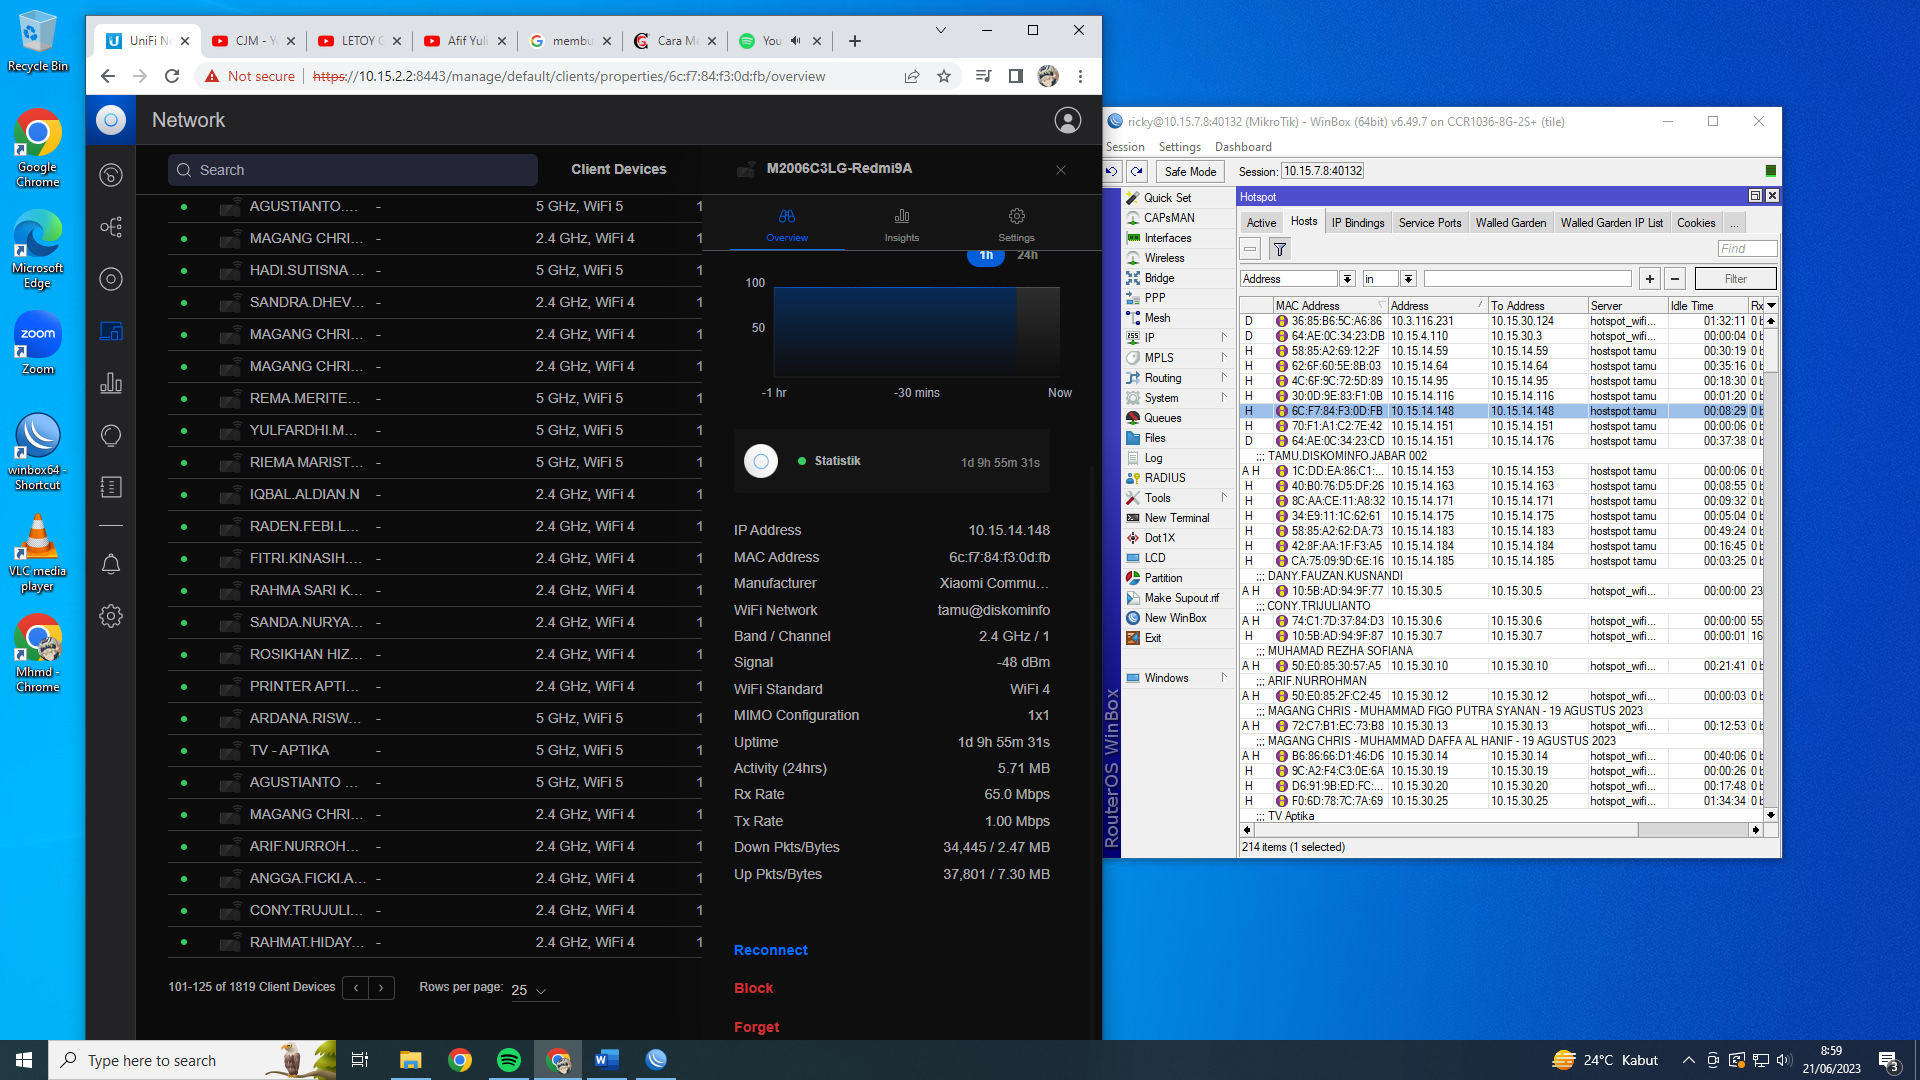 Recycle Bin
Google Chrome
Microsoft Edge
zoom
Zoom
winbox64 - Shortcut
VLC media player
Mhmd - Chrome
UniFi Ne
CJM - Yo
LETOY G
Afif Yuli
membu
Cara Me
You
Not secure
https://10.15.2.2:8443/manage/default/clients/properties/6c:f7:84:f3:0d:fb/overview
Network
Search
Client Devices
AGUSTIANTO.... - 5 GHz, WiFi 5 1
MAGANG CHRI... - 2.4 GHz, WiFi 4 1
HADI.SUTISNA ... - 5 GHz, WiFi 5 1
SANDRA.DHEV... - 2.4 GHz, WiFi 4 1
MAGANG CHRI... - 2.4 GHz, WiFi 4 1
MAGANG CHRI... - 2.4 GHz, WiFi 4 1
REMA.MERITE... - 5 GHz, WiFi 5 1
YULFARDHI.M... - 5 GHz, WiFi 5 1
RIEMA MARIST... - 5 GHz, WiFi 5 1
IQBAL.ALDIAN.N - 2.4 GHz, WiFi 4 1
RADEN.FEBI.L... - 2.4 GHz, WiFi 4 1
FITRI.KINASIH.... - 2.4 GHz, WiFi 4 1
RAHMA SARI K... - 2.4 GHz, WiFi 4 1
SANDA.NURYA... - 2.4 GHz, WiFi 4 1
ROSIKHAN HIZ... - 2.4 GHz, WiFi 4 1
PRINTER APTI... - 2.4 GHz, WiFi 4 1
ARDANA.RISW... - 5 GHz, WiFi 5 1
TV - APTIKA - 5 GHz, WiFi 5 1
AGUSTIANTO ... - 5 GHz, WiFi 5 1
MAGANG CHRI... - 2.4 GHz, WiFi 4 1
ARIF.NURROH... - 2.4 GHz, WiFi 4 1
ANGGA.FICKI.A... - 2.4 GHz, WiFi 4 1
CONY.TRUJULI... - 2.4 GHz, WiFi 4 1
RAHMAT.HIDAY... - 2.4 GHz, WiFi 4 1
101-125 of 1819 Client Devices
Rows per page: 25
M2006C3LG-Redmi9A
Overview Insights Settings
1h 24h
100
50
-1 hr -30 mins Now
Statistik 1d 9h 55m 31s
IP Address 10.15.14.148
MAC Address 6c:f7:84:f3:0d:fb
Manufacturer Xiaomi Commu...
WiFi Network tamu@diskominfo
Band / Channel 2.4 GHz / 1
Signal -48 dBm
WiFi Standard WiFi 4
MIMO Configuration 1x1
Uptime 1d 9h 55m 31s
Activity (24hrs) 5.71 MB
Rx Rate 65.0 Mbps
Tx Rate 1.00 Mbps
Down Pkts/Bytes 34,445 / 2.47 MB
Up Pkts/Bytes 37,801 / 7.30 MB
Reconnect
Block
Forget
ricky@10.15.7.8:40132 (MikroTik) - WinBox (64bit) v6.49.7 on CCR1036-8G-2S+ (tile)
Session Settings Dashboard
Safe Mode Session: 10.15.7.8:40132
RouterOS WinBox
Quick Set
CAPsMAN
Interfaces
Wireless
Bridge
PPP
Mesh
IP
MPLS
Routing
System
Queues
Files
Log
RADIUS
Tools
New Terminal
Dot1X
LCD
Partition
Make Supout.rif
New WinBox
Exit
Windows
Hotspot
Active Hosts IP Bindings Service Ports Walled Garden Walled Garden IP List Cookies ...
Find
Address in + - Filter
MAC Address Address To Address Server Idle Time Rx
D 36:85:B6:5C:A6:86 10.3.116.231 10.15.30.124 hotspot_wifi... 01:32:11 0 b
D 64:AE:0C:34:23:DB 10.15.4.110 10.15.30.3 hotspot_wifi... 00:00:04 0 b
H 58:85:A2:69:12:2F 10.15.14.59 10.15.14.59 hostspot tamu 00:30:19 0 b
H 62:6F:60:5E:8B:03 10.15.14.64 10.15.14.64 hostspot tamu 00:35:16 0 b
H 4C:6F:9C:72:5D:89 10.15.14.95 10.15.14.95 hostspot tamu 00:18:30 0 b
H 30:0D:9E:83:F1:0B 10.15.14.116 10.15.14.116 hostspot tamu 00:01:20 0 b
H 6C:F7:84:F3:0D:FB 10.15.14.148 10.15.14.148 hostspot tamu 00:08:29 0 b
H 70:F1:A1:C2:7E:42 10.15.14.151 10.15.14.151 hostspot tamu 00:00:06 0 b
D 64:AE:0C:34:23:CD 10.15.14.151 10.15.14.176 hostspot tamu 00:37:38 0 b
;;; TAMU.DISKOMINFO.JABAR 002
A H 1C:DD:EA:86:C1:... 10.15.14.153 10.15.14.153 hostspot tamu 00:00:06 0 b
H 40:B0:76:D5:DF:26 10.15.14.163 10.15.14.163 hostspot tamu 00:08:55 0 b
H 8C:AA:CE:11:A8:32 10.15.14.171 10.15.14.171 hostspot tamu 00:09:32 0 b
H 34:E9:11:1C:62:61 10.15.14.175 10.15.14.175 hostspot tamu 00:05:04 0 b
H 58:85:A2:62:DA:73 10.15.14.183 10.15.14.183 hostspot tamu 00:49:24 0 b
H 42:8F:AA:1F:F3:A5 10.15.14.184 10.15.14.184 hostspot tamu 00:16:45 0 b
H CA:75:09:9D:6E:16 10.15.14.185 10.15.14.185 hostspot tamu 00:03:25 0 b
;;; DANY.FAUZAN.KUSNANDI
A H 10:5B:AD:94:9F:77 10.15.30.5 10.15.30.5 hotspot_wifi... 00:00:00 23
;;; CONY.TRIJULIANTO
A H 74:C1:7D:37:84:D3 10.15.30.6 10.15.30.6 hotspot_wifi... 00:00:00 55
H 10:5B:AD:94:9F:87 10.15.30.7 10.15.30.7 hotspot_wifi... 00:00:01 16
;;; MUHAMAD REZHA SOFIANA
A H 50:E0:85:30:57:A5 10.15.30.10 10.15.30.10 hotspot_wifi... 00:21:41 0 b
;;; ARIF.NURROHMAN
A H 50:E0:85:2F:C2:45 10.15.30.12 10.15.30.12 hotspot_wifi... 00:00:03 0 b
;;; MAGANG CHRIS - MUHAMMAD FIGO PUTRA SYANAN - 19 AGUSTUS 2023
A H 72:C7:B1:EC:73:B8 10.15.30.13 10.15.30.13 hotspot_wifi... 00:12:53 0 b
;;; MAGANG CHRIS - MUHAMMAD DAFFA AL HANIF - 19 AGUSTUS 2023
A H B6:86:66:D1:46:D6 10.15.30.14 10.15.30.14 hotspot_wifi... 00:40:06 0 b
H 9C:A2:F4:C3:0E:6A 10.15.30.19 10.15.30.19 hotspot_wifi... 00:00:26 0 b
H D6:91:9B:ED:FC:... 10.15.30.20 10.15.30.20 hotspot_wifi... 00:17:48 0 b
H F0:6D:78:7C:7A:69 10.15.30.25 10.15.30.25 hotspot_wifi... 01:34:34 0 b
;;; TV Aptika
214 items (1 selected)
Type here to search
24°C Kabut
8:59
21/06/2023
3